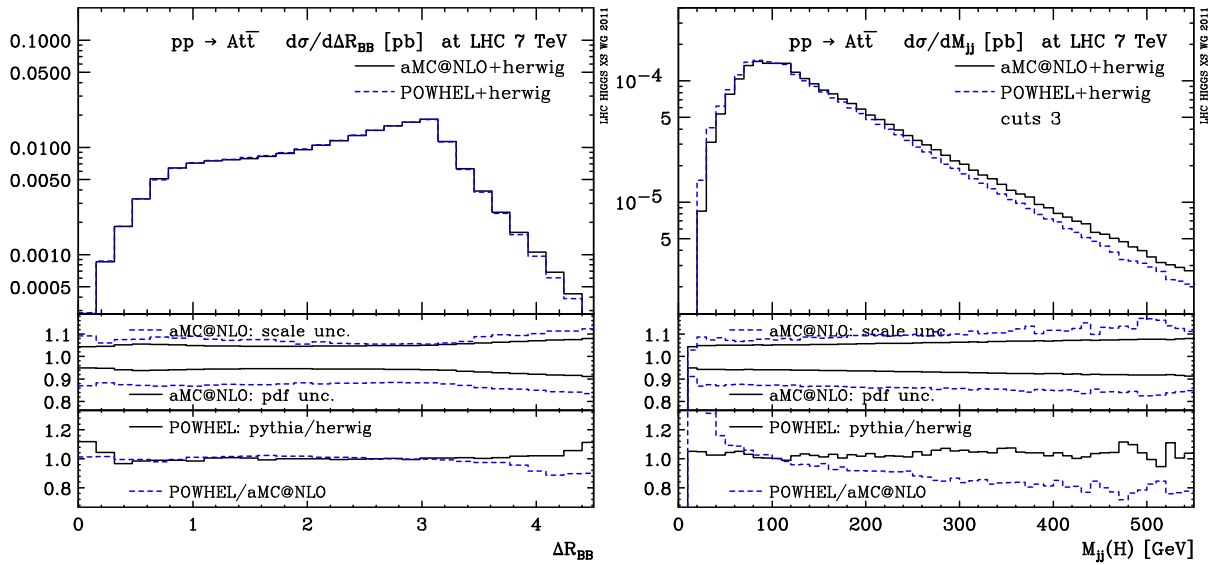 pp → At t̅ dσ/dΔR_BB [pb] at LHC 7 TeV
aMC@NLO+herwig
POWHEL+herwig
LHC HIGGS XS WG 2011
0.1000
0.0500
0.0100
0.0050
0.0010
0.0005
aMC@NLO: scale unc.
aMC@NLO: pdf unc.
1.1
1.0
0.9
0.8
POWHEL: pythia/herwig
POWHEL/aMC@NLO
1.2
1.0
0.8
0 1 2 3 4
ΔR_BB
pp → At t̅ dσ/dM_jj [pb] at LHC 7 TeV
aMC@NLO+herwig
POWHEL+herwig
cuts 3
LHC HIGGS XS WG 2011
10⁻⁴
5
10⁻⁵
5
aMC@NLO: scale unc.
aMC@NLO: pdf unc.
1.1
1.0
0.9
0.8
POWHEL: pythia/herwig
POWHEL/aMC@NLO
1.2
1.0
0.8
0 100 200 300 400 500
M_jj(H) [GeV]